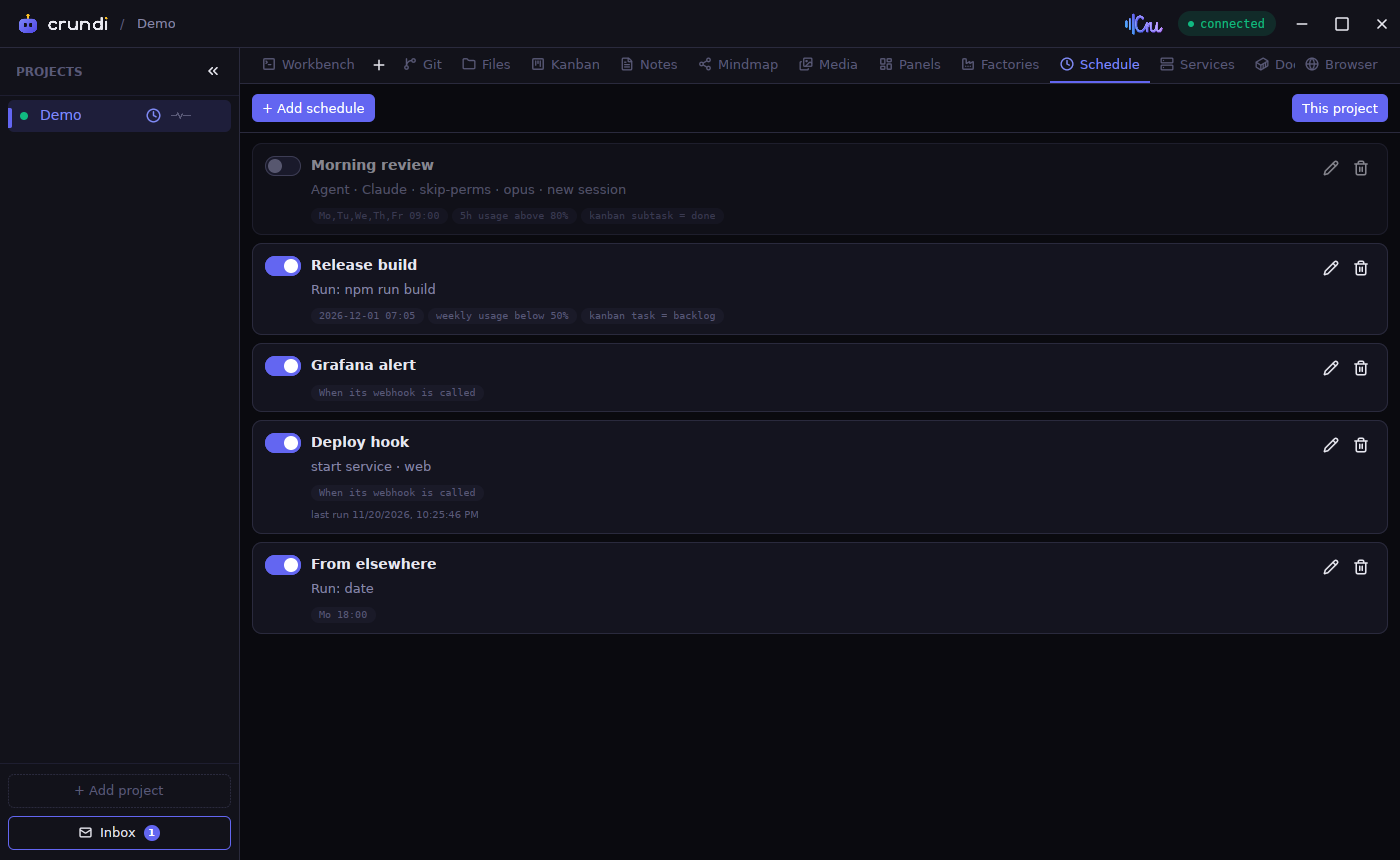 crundi / Demo
Cru
connected
PROJECTS
Workbench + Git Files Kanban Notes Mindmap Media Panels Factories Schedule Services Doc Browser
Demo
+ Add schedule
This project
Morning review
Agent · Claude · skip-perms · opus · new session
Mo,Tu,We,Th,Fr 09:00 5h usage above 80% kanban subtask = done
Release build
Run: npm run build
2026-12-01 07:05 weekly usage below 50% kanban task = backlog
Grafana alert
When its webhook is called
Deploy hook
start service · web
When its webhook is called
last run 11/20/2026, 10:25:46 PM
From elsewhere
Run: date
Mo 18:00
+ Add project
Inbox 1